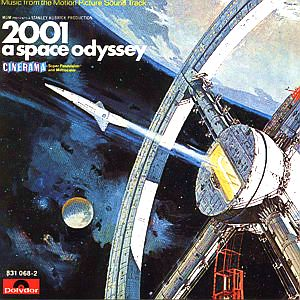 Music from the Motion Picture Sound Track
MGM PRESENTS A STANLEY KUBRICK PRODUCTION
2001
a space odyssey
CINERAMA
Super Panavision
and Metrocolor
831 068-2
Polydor